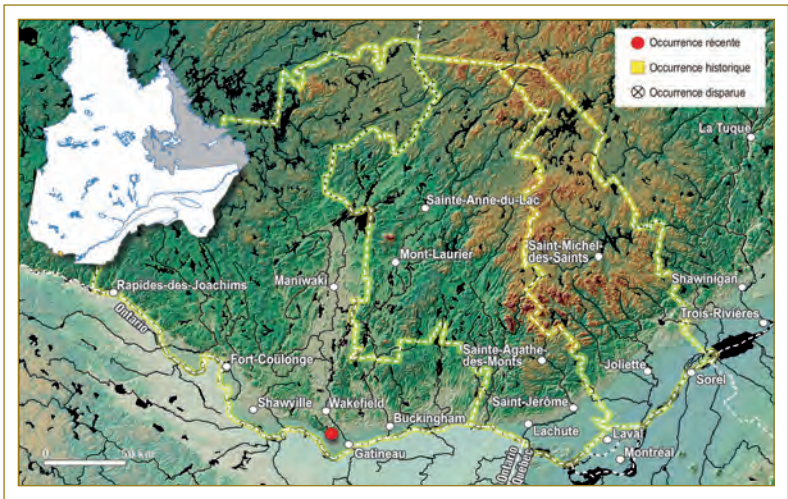 Occurrence récente
Occurrence historique
Occurrence disparue
La Tuque
Sainte-Anne-du-Lac
Mont-Laurier
Saint-Michel-
des-Saints
Maniwaki
Rapides-des-Joachims
Shawinigan
Trois-Rivières
Ontario
Fort-Coulonge
Sainte-Agathe-
des-Monts
Joliette
Sorel
Shawville
Wakefield
Buckingham
Saint-Jérôme
Lachute
Laval
Gatineau
Montréal
Ontario
Québec
0 50 km